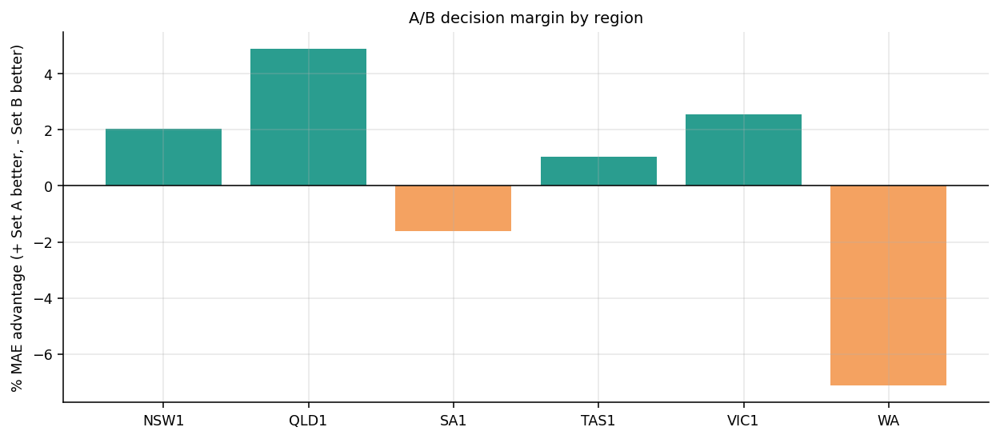 A/B decision margin by region
% MAE advantage (+ Set A better, - Set B better)
4
2
0
−2
−4
−6
NSW1
QLD1
SA1
TAS1
VIC1
WA